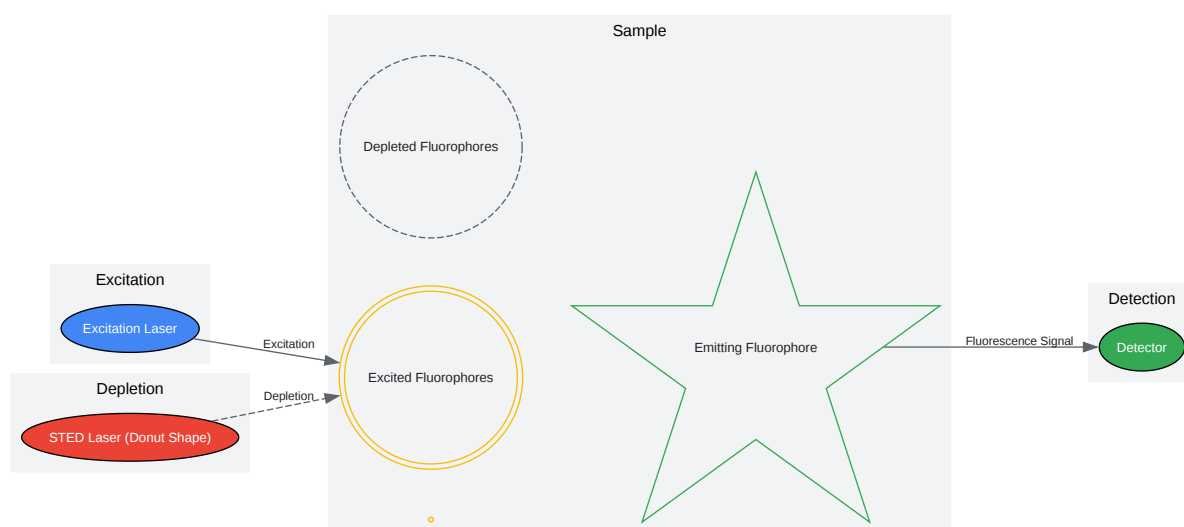 Sample
Depleted Fluorophores
Excitation
Excitation Laser
Excitation
Depletion
STED Laser (Donut Shape)
Depletion
Excited Fluorophores
Emitting Fluorophore
Fluorescence Signal
Detection
Detector